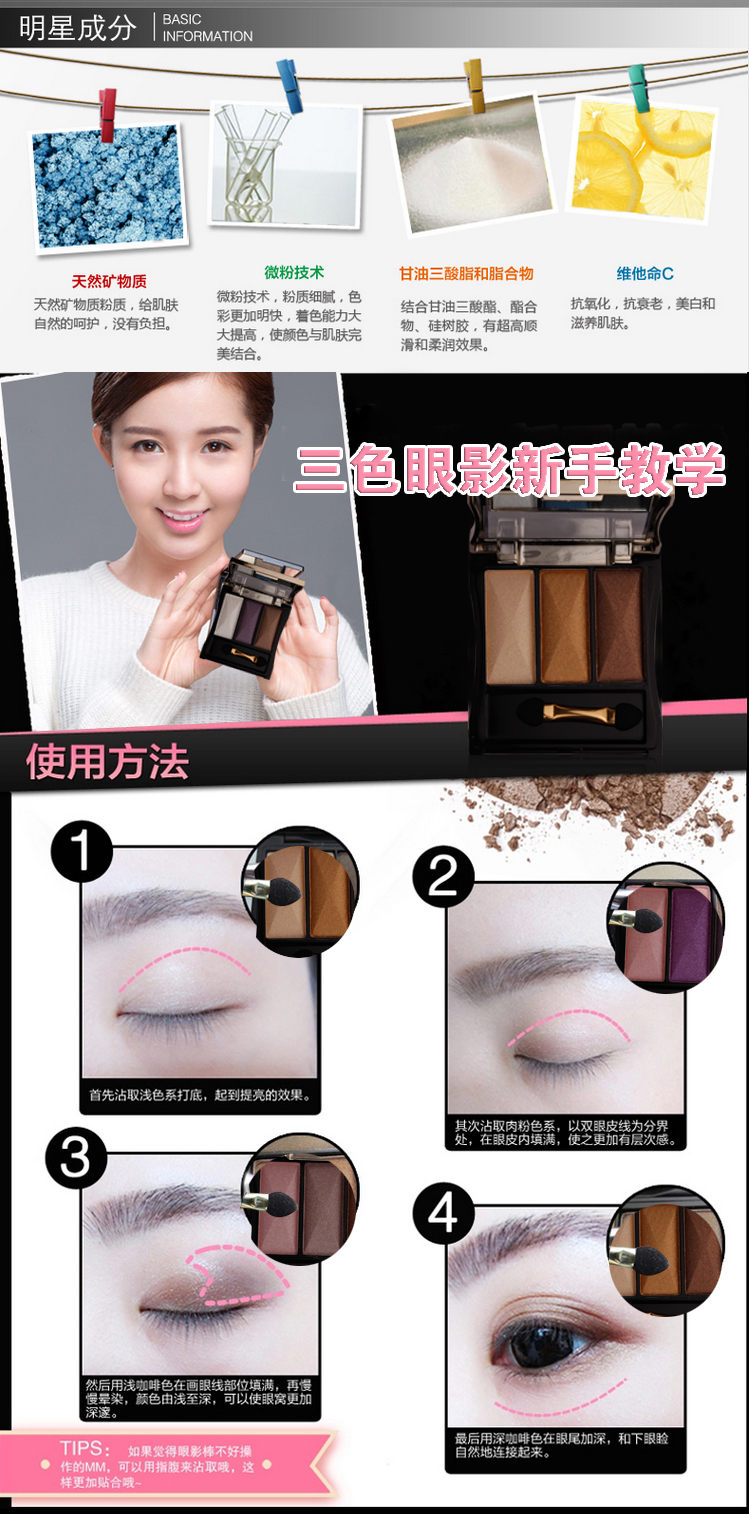 明星成分
BASIC
INFORMATION
天然矿物质
天然矿物质粉质，给肌肤
自然的呵护，没有负担。
微粉技术
微粉技术，粉质细腻，色
彩更加明快，着色能力大
大提高，使颜色与肌肤完
美结合。
甘油三酸脂和脂合物
结合甘油三酸酯、酯合
物、硅树胶，有超高顺
滑和柔润效果。
维他命C
抗氧化，抗衰老，美白和
滋养肌肤。
三色眼影新手教学
使用方法
1
首先沾取浅色系打底，起到提亮的效果。
2
其次沾取肉粉色系，以双眼皮线为分界
处，在眼皮内填满，使之更加有层次感。
3
然后用浅咖啡色在画眼线部位填满，再慢
慢晕染，颜色由浅至深，可以使眼窝更加
深邃。
4
最后用深咖啡色在眼尾加深，和下眼睑
自然地连接起来。
TIPS： 如果觉得眼影棒不好操
作的MM，可以用指腹来沾取哦，这
样更加贴合哦~